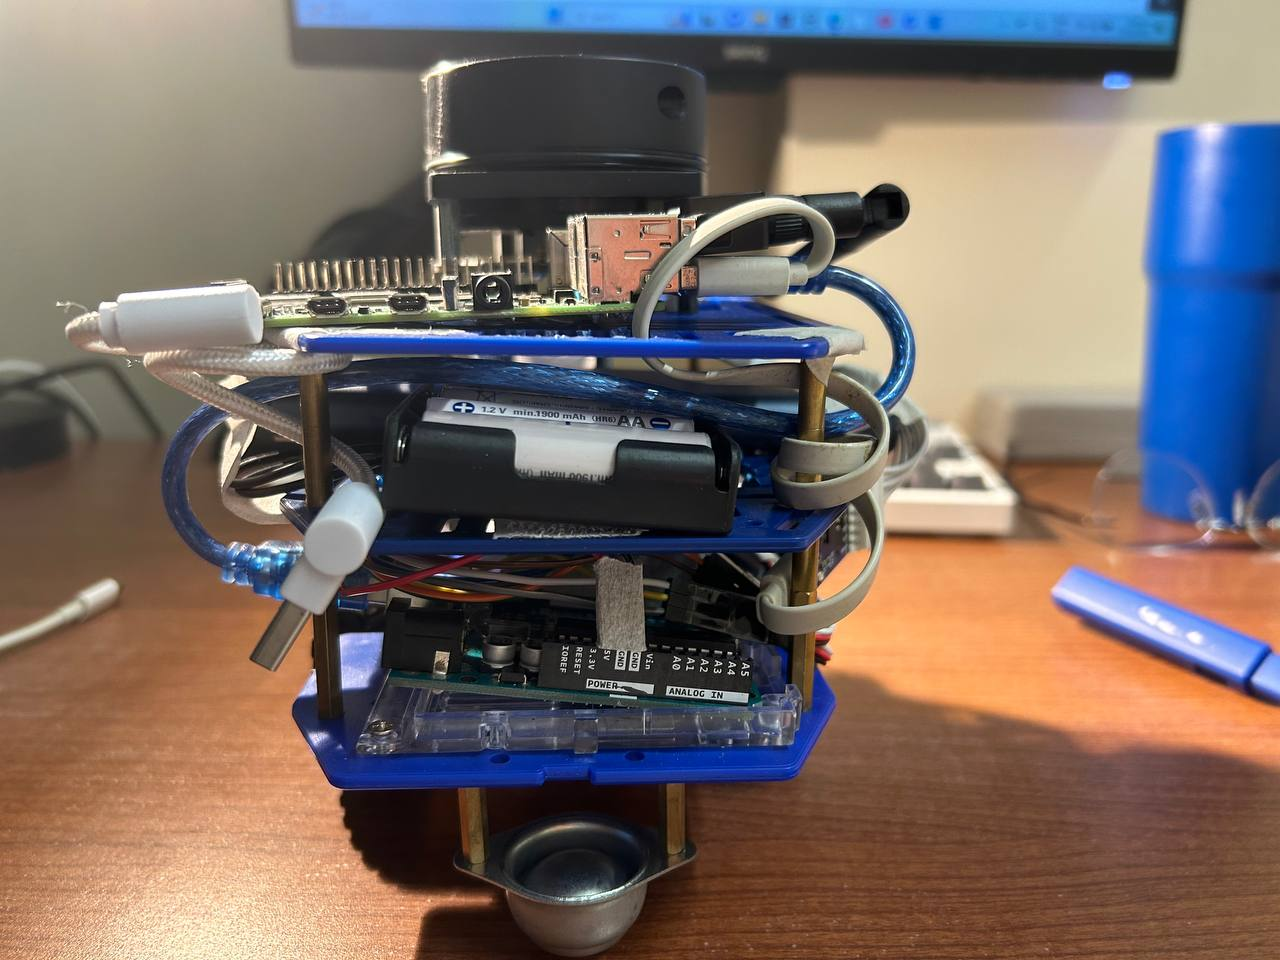 BenQ
+ 1.2 V min.1900 mAh (HR6) AA -
IOREF
RESET
3.3V
5V
GND
GND
Vin
A0
A1
A2
A3
A4
A5
POWER
ANALOG IN